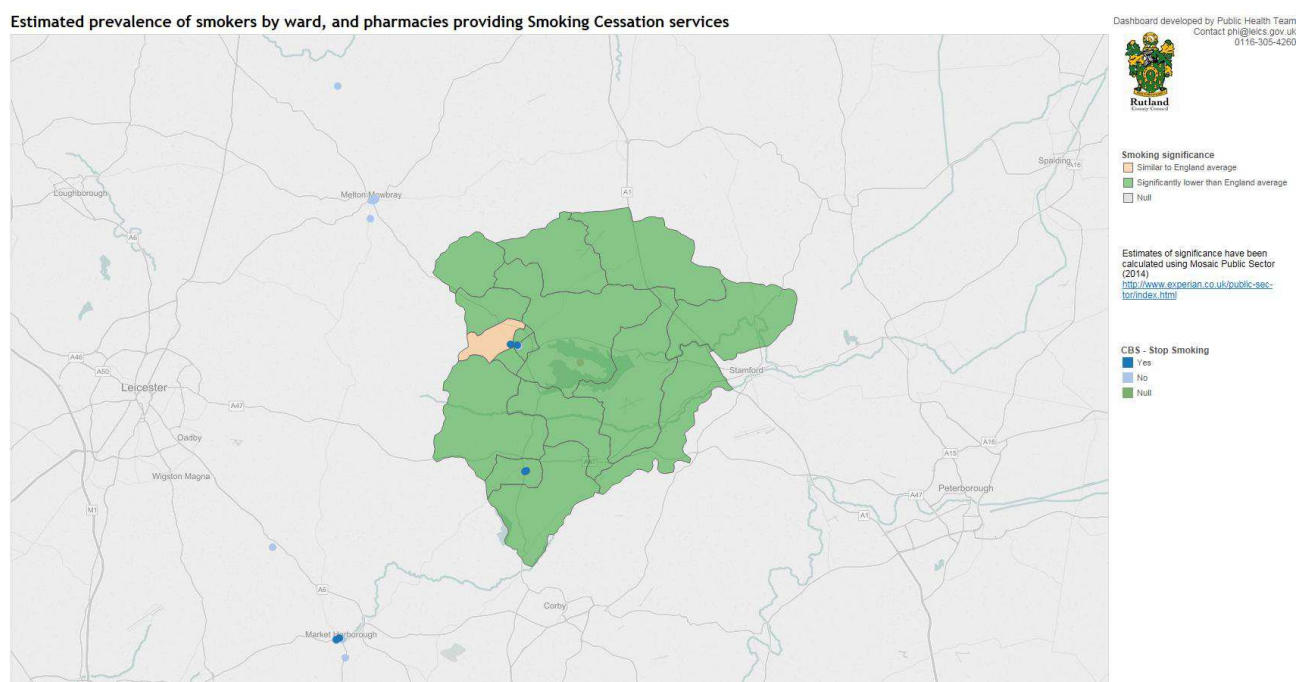 Estimated prevalence of smokers by ward, and pharmacies providing Smoking Cessation services
Dashboard developed by Public Health Team
Contact phi@leics.gov.uk
0116-305-4260
Rutland
County Council
Smoking significance
Similar to England average
Significantly lower than England average
Null
Estimates of significance have been
calculated using Mosaic Public Sector
(2014)
http://www.experian.co.uk/public-sec-
tor/index.html
CBS - Stop Smoking
Yes
No
Null
Spalding
A16
Loughborough
Melton Mowbray
A1
A6
A46
A50
Leicester
A47
Stamford
Oadby
Wigston Magna
A16
A15
Peterborough
A47
M1
A1
A6
Corby
Market Harborough